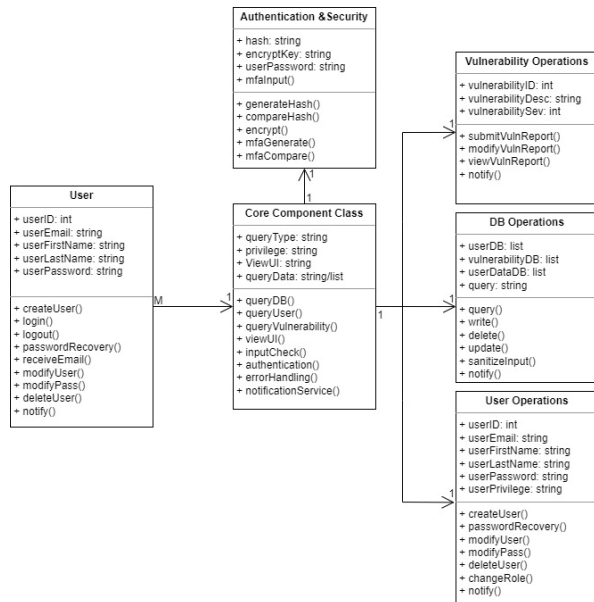 Authentication &Security
+ hash: string
+ encryptKey: string
+ userPassword: string
+ mfaInput()
+ generateHash()
+ compareHash()
+ encrypt()
+ mfaGenerate()
+ mfaCompare()
Vulnerability Operations
+ vulnerabilityID: int
+ vulnerabilityDesc: string
+ vulnerabilitySev: int
+ submitVulnReport()
+ modifyVulnReport()
+ viewVulnReport()
+ notify()
1
1
1
User
+ userID: int
+ userEmail: string
+ userFirstName: string
+ userLastName: string
+ userPassword: string
+ createUser()
+ login()
+ logout()
+ passwordRecovery()
+ receiveEmail()
+ modifyUser()
+ modifyPass()
+ deleteUser()
+ notify()
M
1
Core Component Class
+ queryType: string
+ privilege: string
+ ViewUI: string
+ queryData: string/list
+ queryDB()
+ queryUser()
+ queryVulnerability()
+ viewUI()
+ inputCheck()
+ authentication()
+ errorHandling()
+ notificationService()
1
1
DB Operations
+ userDB: list
+ vulnerabilityDB: list
+ userDataDB: list
+ query: string
+ query()
+ write()
+ delete()
+ update()
+ sanitizeInput()
+ notify()
1
User Operations
+ userID: int
+ userEmail: string
+ userFirstName: string
+ userLastName: string
+ userPassword: string
+ userPrivilege: string
+ createUser()
+ passwordRecovery()
+ modifyUser()
+ modifyPass()
+ deleteUser()
+ changeRole()
+ notify()